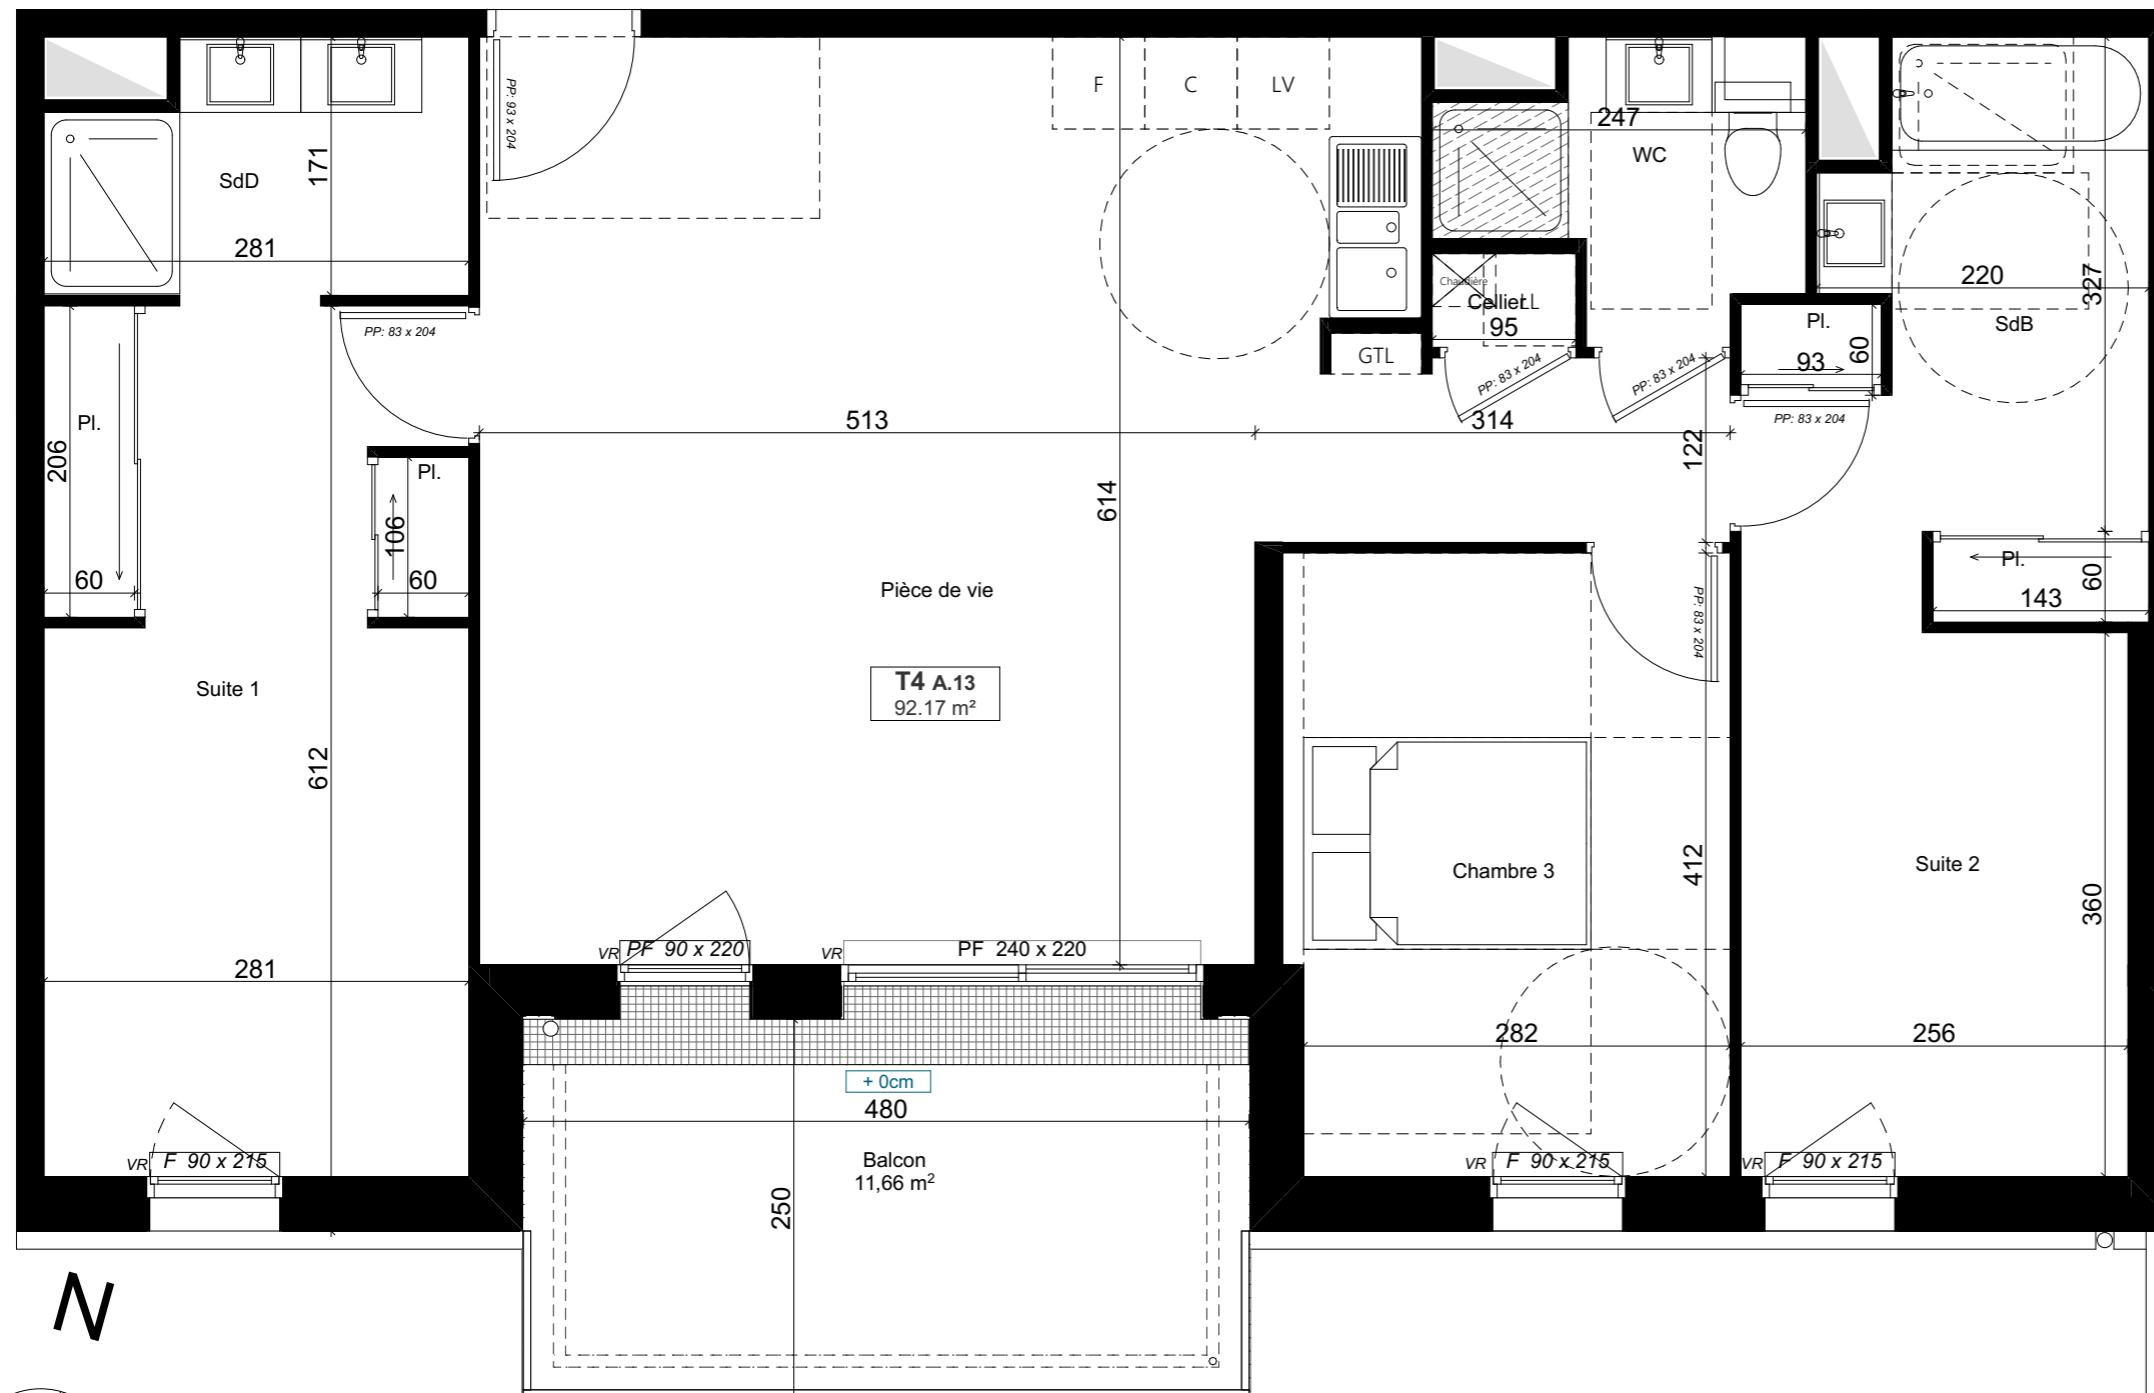 F
C
LV
PP: 93 x 204
247
WC
171
SdD
281
220
327
Chaudière
Cellier
LL
95
Pl.
93
60
SdB
GTL
PP: 83 x 204
PP: 83 x 204
PP: 83 x 204
PP: 83 x 204
Pl.
206
60
Pl.
106
60
513
314
122
614
Pl.
60
143
PP: 83 x 204
Pièce de vie
T4 A.13
92.17 m²
Suite 1
612
Chambre 3
412
Suite 2
360
281
VR
PF 90 x 220
VR
PF 240 x 220
282
256
+ 0cm
480
Balcon
11,66 m²
250
VR
F 90 x 215
VR
F 90 x 215
VR
F 90 x 215
N